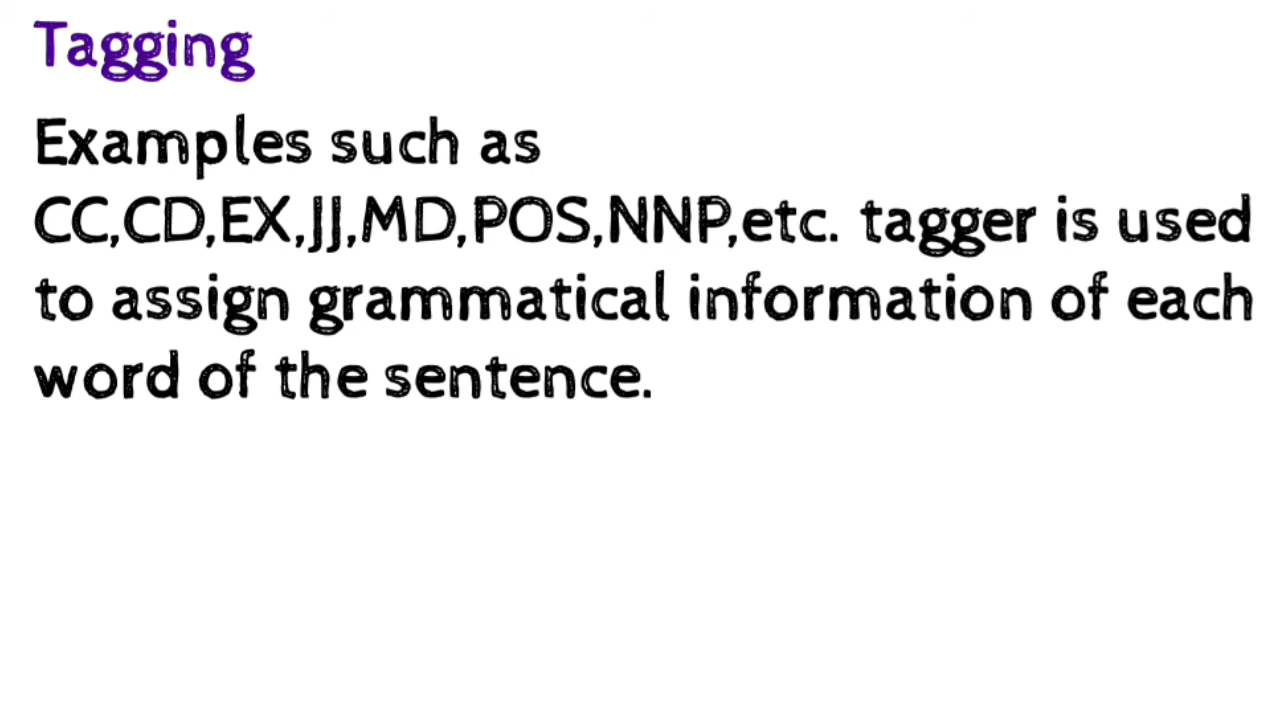 Tagging
Examples such as
CC,CD,EX,JJ,MD,POS,NNP,etc. tagger is used
to assign grammatical information of each
word of the sentence.